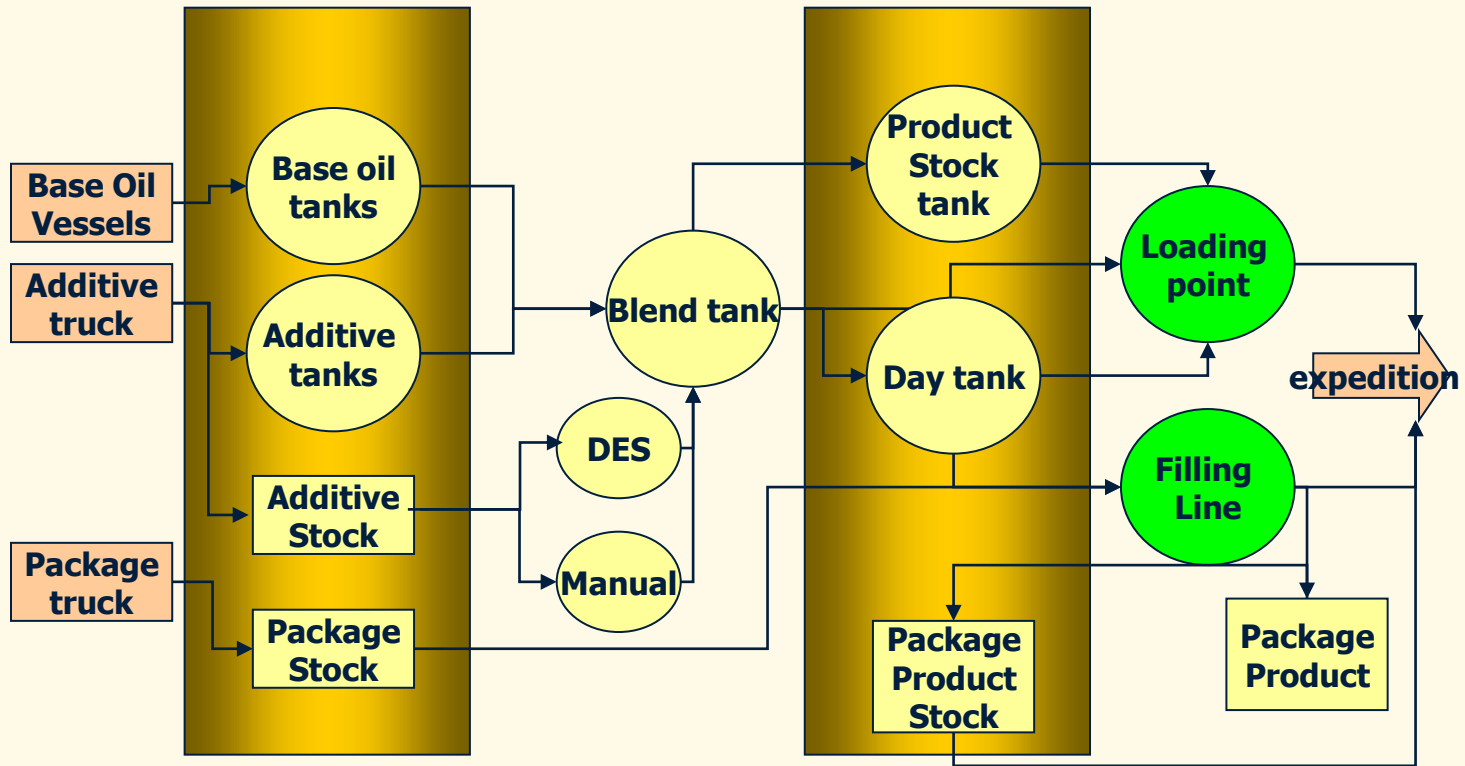 Base Oil
Vessels
Additive
truck
Package
truck
Base oil
tanks
Additive
tanks
Additive
Stock
Package
Stock
Blend tank
DES
Manual
Product
Stock
tank
Day tank
Package
Product
Stock
Loading
point
Filling
Line
Package
Product
expedition